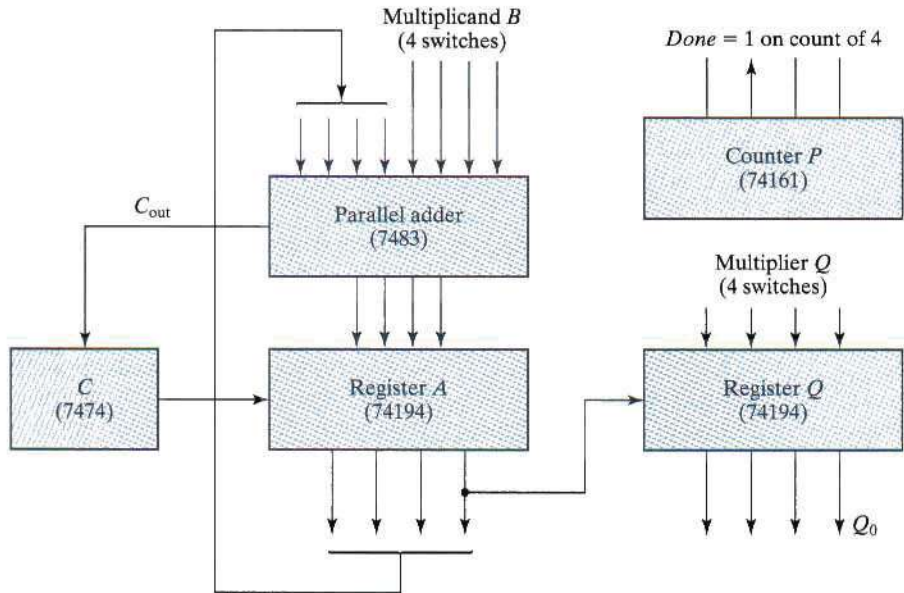 Multiplicand B
(4 switches)
Done = 1 on count of 4
Counter P
(74161)
Parallel adder
(7483)
Cout
Multiplier Q
(4 switches)
C
(7474)
Register A
(74194)
Register Q
(74194)
Q0